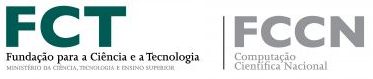 FCT
Fundação para a Ciência e a Tecnologia
MINISTÉRIO DA CIÊNCIA, TECNOLOGIA E ENSINO SUPERIOR
FCCN
Computação
Científica Nacional